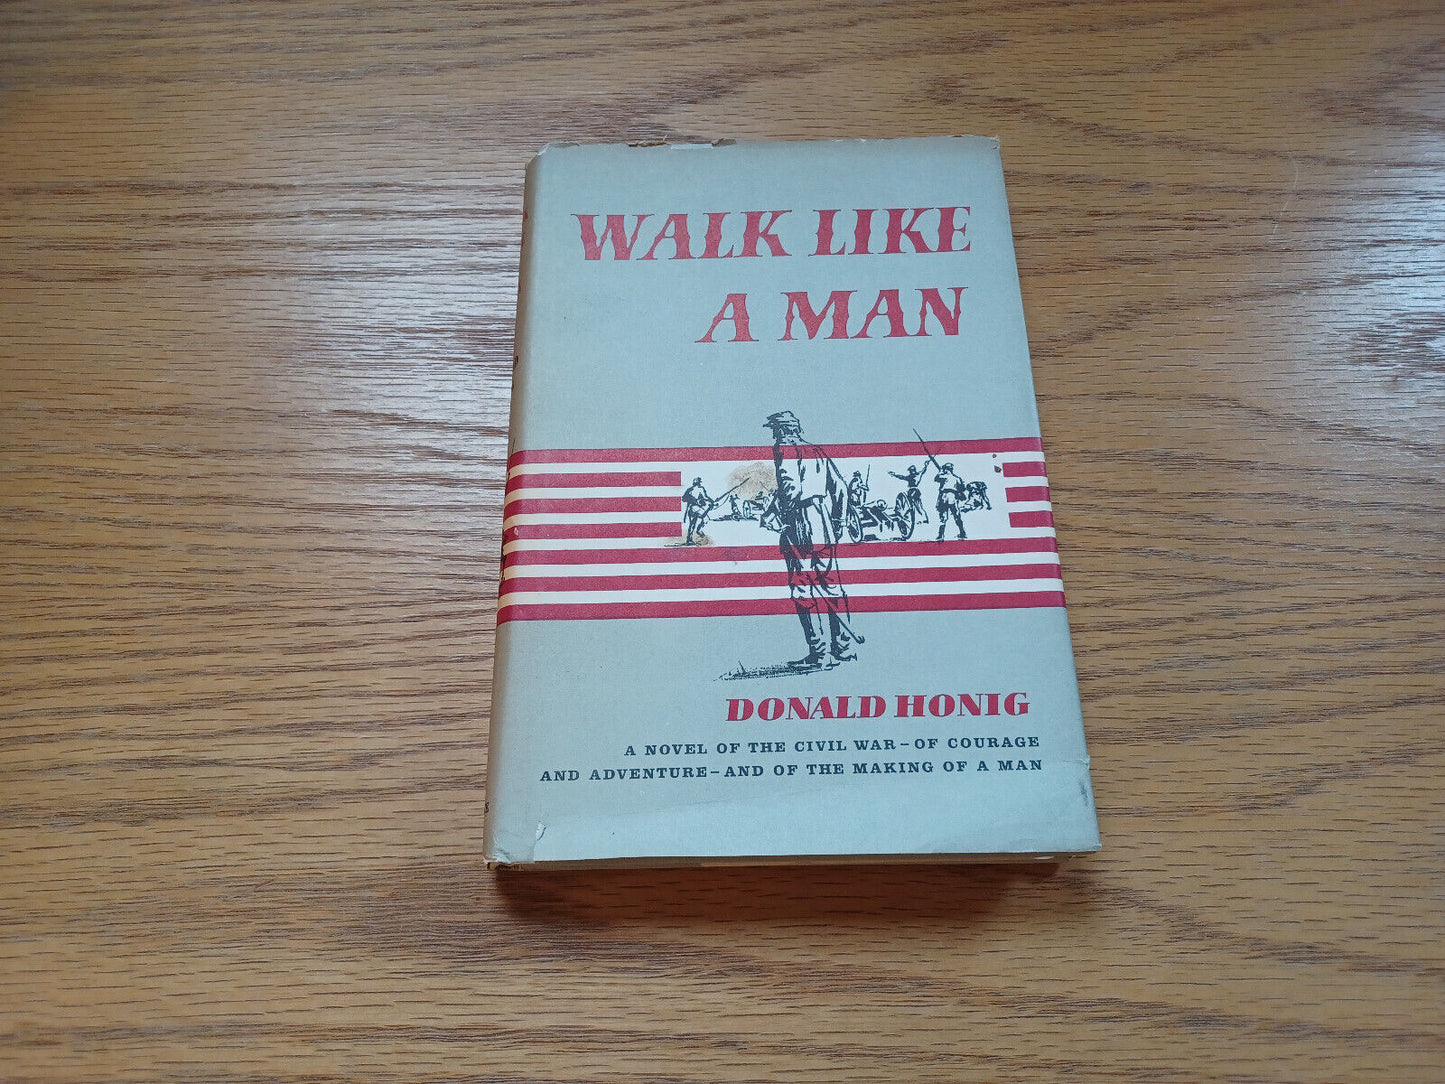 WALK LIKE
A MAN
DONALD HONIG
A NOVEL OF THE CIVIL WAR–OF COURAGE
AND ADVENTURE–AND OF THE MAKING OF A MAN